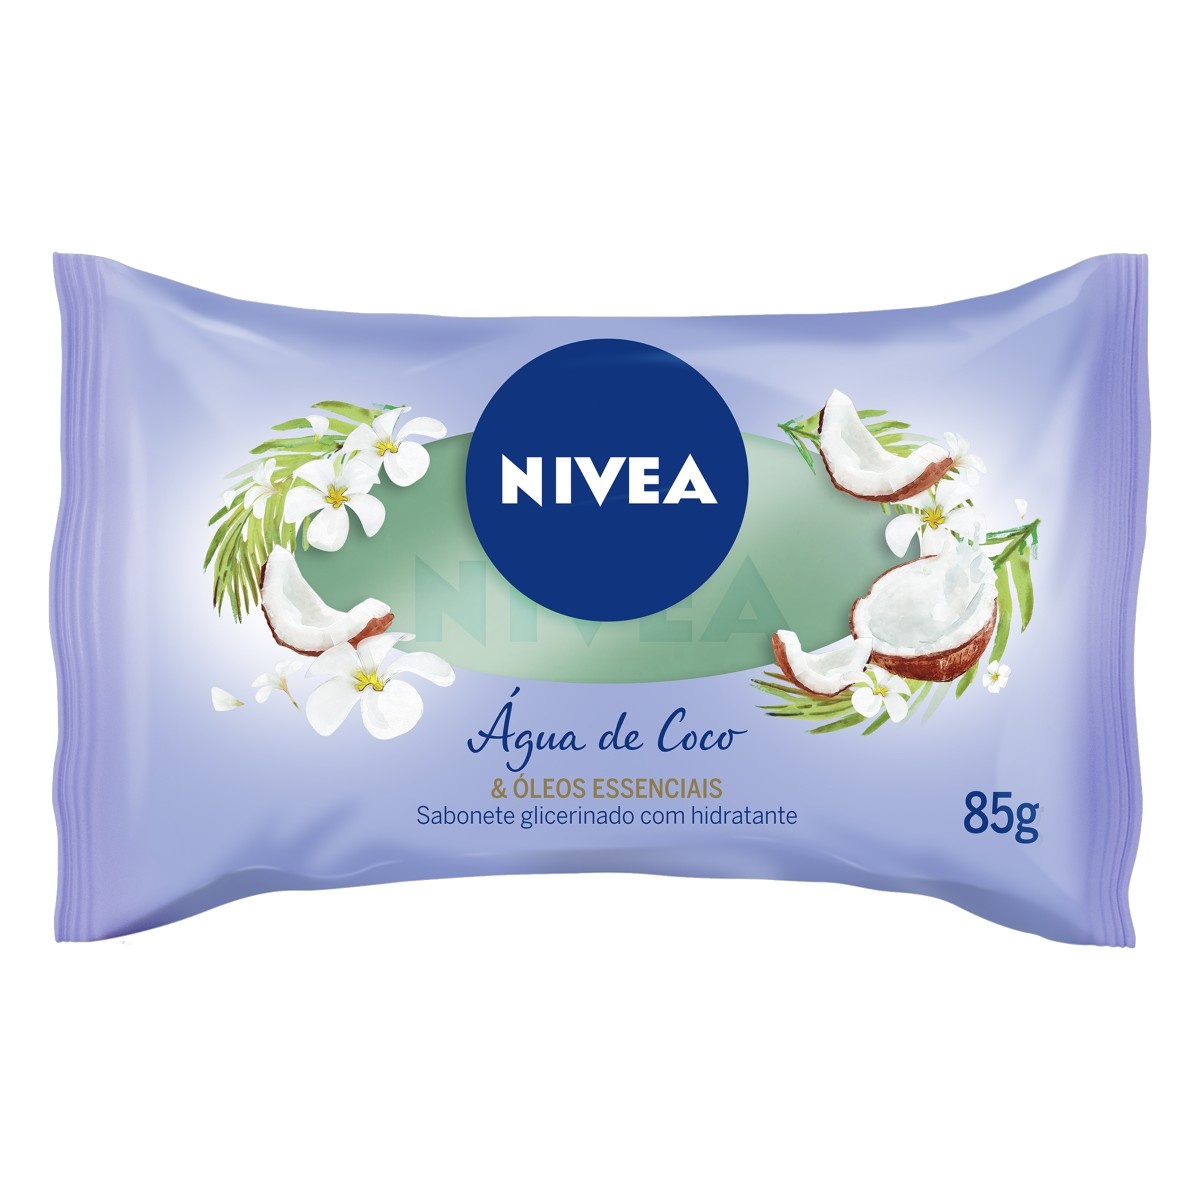 NIVEA
NIVEA
Água de Coco
& ÓLEOS ESSENCIAIS
Sabonete glicerinado com hidratante
85g